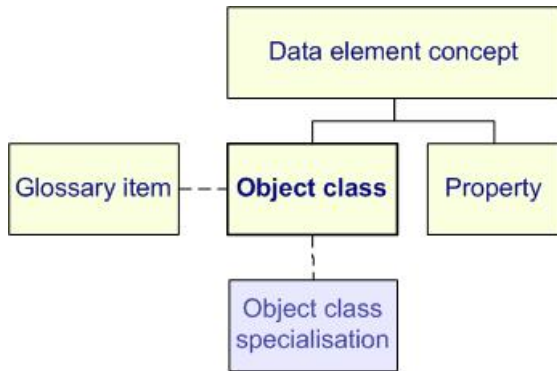 Data element concept
Glossary item
Object class
Property
Object class
specialisation